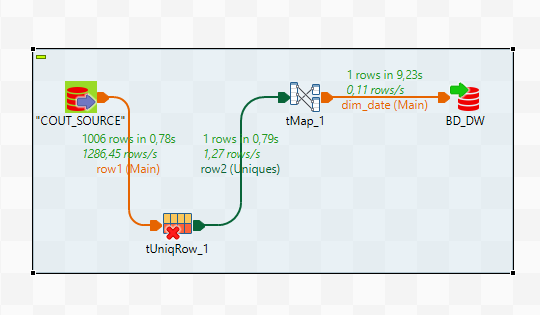 1 rows in 9,23s
0,11 rows/s
dim_date (Main)
"COUT_SOURCE"
tMap_1
BD_DW
1006 rows in 0,78s
1286,45 rows/s
row1 (Main)
1 rows in 0,79s
1,27 rows/s
row2 (Uniques)
tUniqRow_1